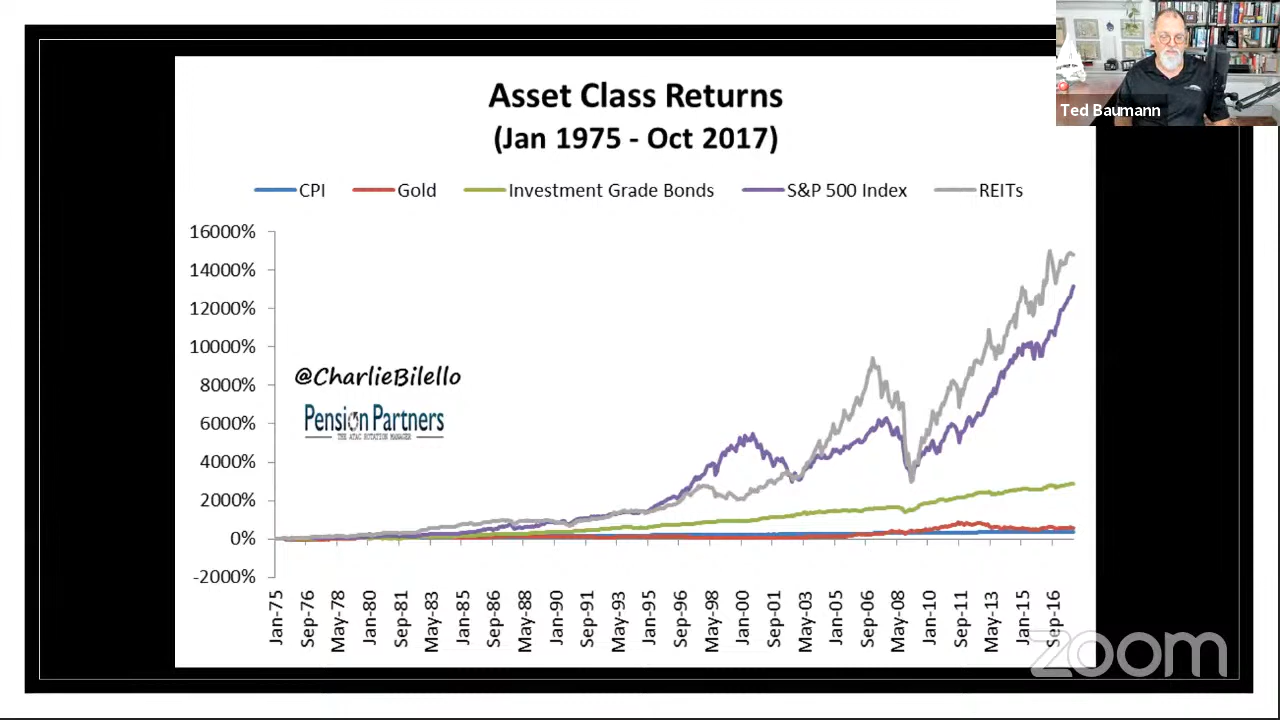 Asset Class Returns
(Jan 1975 - Oct 2017)
Ted Baumann
CPI Gold Investment Grade Bonds S&P 500 Index REITs
16000%
14000%
12000%
10000%
8000%
6000%
4000%
2000%
0%
-2000%
@CharlieBilello
Pension Partners
THE ATAC ROTATION MANAGER
Jan-75 Sep-76 May-78 Jan-80 Sep-81 May-83 Jan-85 Sep-86 May-88 Jan-90 Sep-91 May-93 Jan-95 Sep-96 May-98 Jan-00 Sep-01 May-03 Jan-05 Sep-06 May-08 Jan-10 Sep-11 May-13 Jan-15 Sep-16
zoom